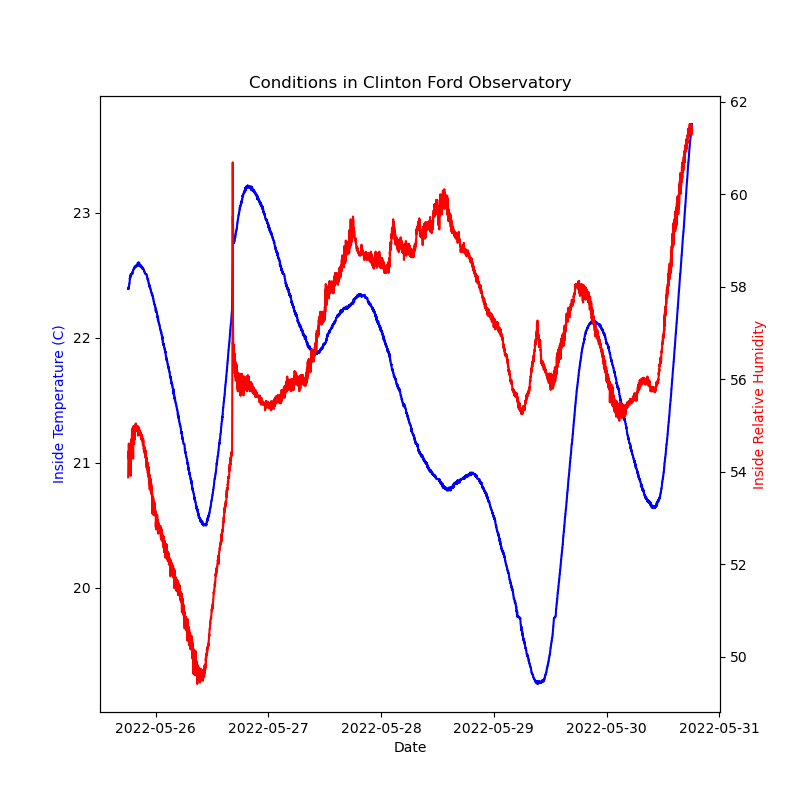 Conditions in Clinton Ford Observatory
62
60
58
56
54
52
50
23
22
21
20
Inside Temperature (C)
Inside Relative Humidity
2022-05-26 2022-05-27 2022-05-28 2022-05-29 2022-05-30 2022-05-31
Date